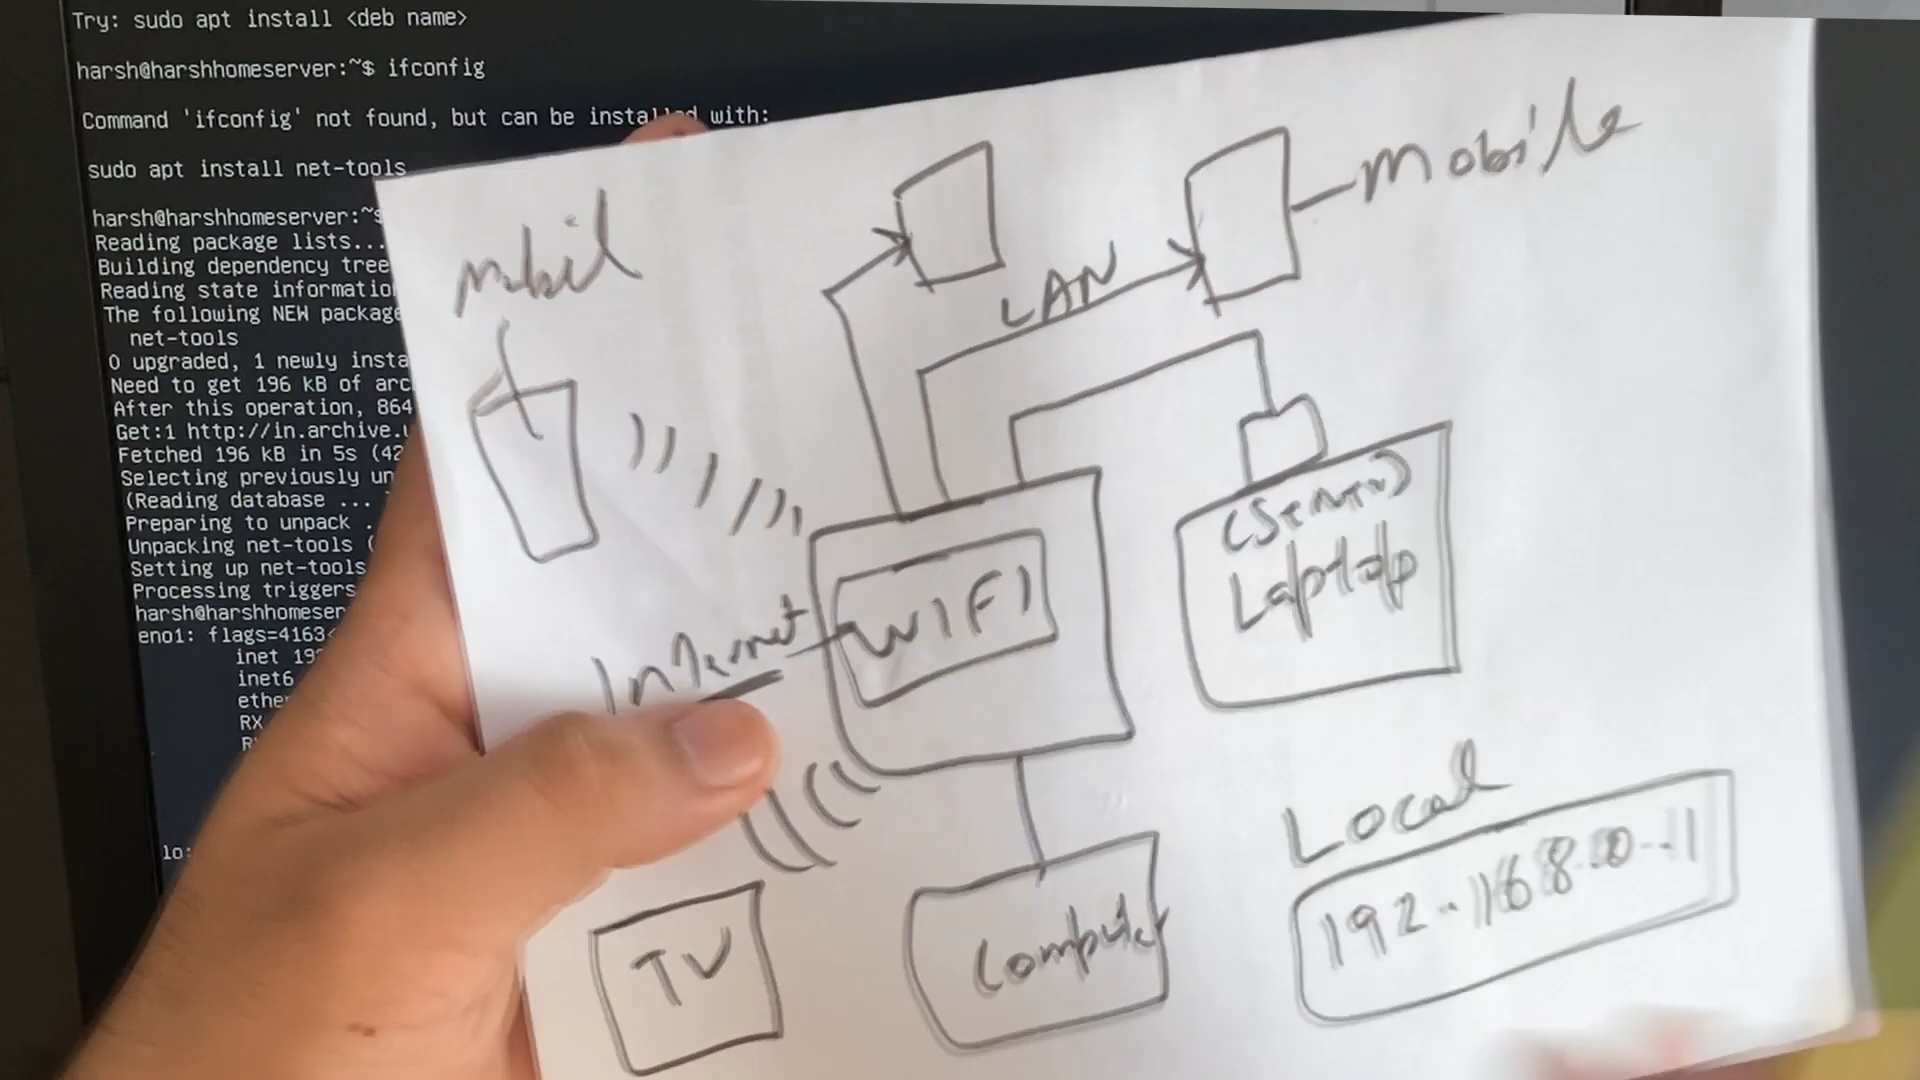 Try: sudo apt install <deb name>
harsh@harshhomeserver:~$ ifconfig
Command 'ifconfig' not found, but can be installed with:
sudo apt install net-tools
harsh@harshhomeserver:~$
Reading package lists...
Building dependency tree
Reading state informatio
The following NEW package
net-tools
0 upgraded, 1 newly insta
Need to get 196 kB of arc
After this operation, 864
Get:1 http://in.archive.u
Fetched 196 kB in 5s (42
Selecting previously un
(Reading database ...
Preparing to unpack .
Unpacking net-tools (
Setting up net-tools
Processing triggers
harsh@harshhomeser
eno1: flags=4163<
inet 192
inet6
ether
RX
R
lo:
mobil
LAN
Mobile
(Server)
Laptop
WIFI
Internet
TV
Computer
Local
192.168.0.1